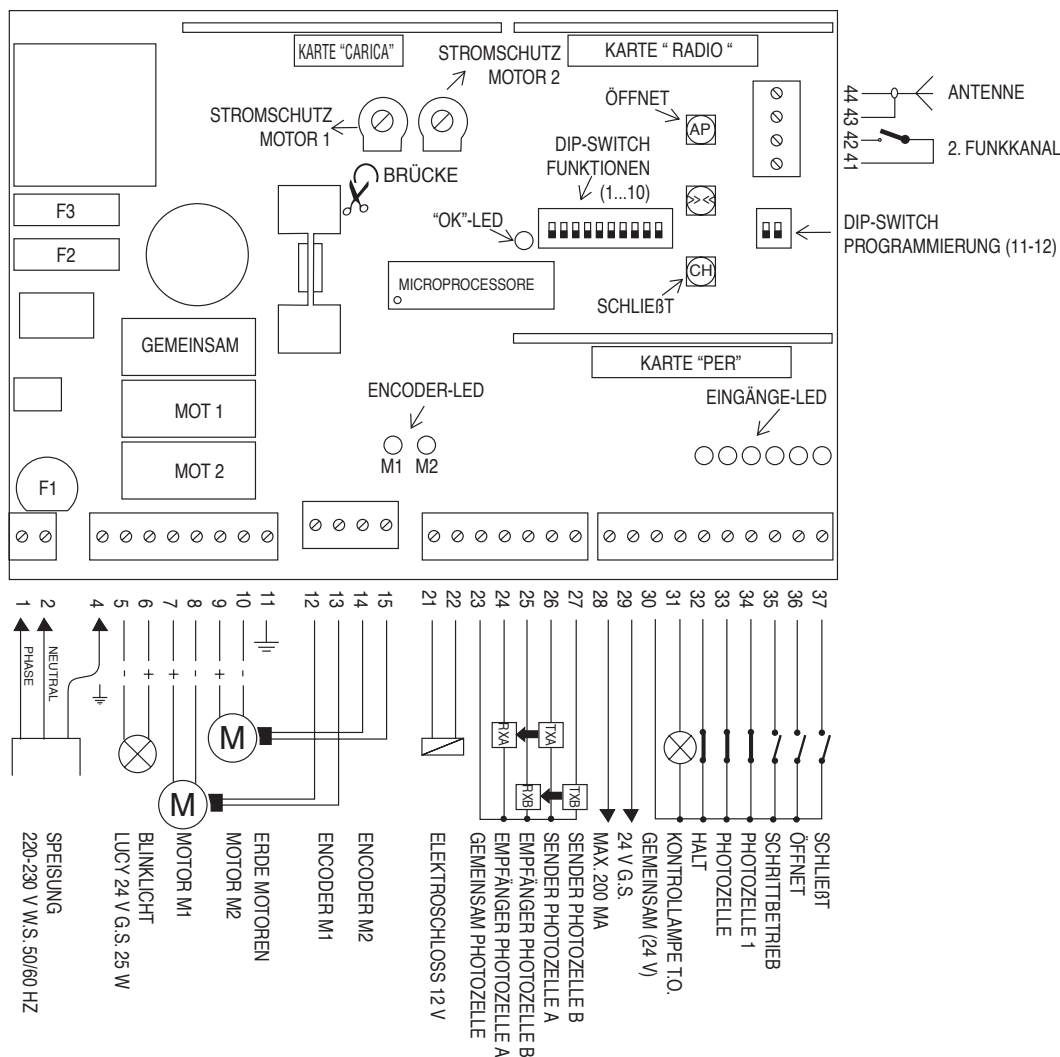 KARTE "CARICA"
STROMSCHUTZ
MOTOR 2
KARTE " RADIO "
STROMSCHUTZ
MOTOR 1
ÖFFNET
AP
44
43
42
41
ANTENNE
2. FUNKKANAL
BRÜCKE
DIP-SWITCH
FUNKTIONEN
(1...10)
"OK"-LED
>> <<
DIP-SWITCH
PROGRAMMIERUNG (11-12)
F3
F2
MICROPROCESSORE
CH
SCHLIEßT
GEMEINSAM
KARTE "PER"
MOT 1
ENCODER-LED
EINGÄNGE-LED
MOT 2
M1
M2
F1
1
2
4
5
6
7
8
9
10
11
12
13
14
15
21
22
23
24
25
26
27
28
29
30
31
32
33
34
35
36
37
PHASE
NEUTRAL
-
+
+
-
+
-
M
M
RXA
TXA
RXB
TXB
SPEISUNG
220-230 V W.S. 50/60 HZ
BLINKLICHT
LUCY 24 V G.S. 25 W
MOTOR M1
MOTOR M2
ERDE MOTOREN
ENCODER M1
ENCODER M2
ELEKTROSCHLOSS 12 V
GEMEINSAM PHOTOZELLE
EMPFÄNGER PHOTOZELLE A
EMPFÄNGER PHOTOZELLE B
SENDER PHOTOZELLE A
SENDER PHOTOZELLE B
MAX. 200 MA
24 V G.S.
GEMEINSAM (24 V)
KONTROLLAMPE T.O.
HALT
PHOTOZELLE
PHOTOZELLE 1
SCHRITTBETRIEB
ÖFFNET
SCHLIEßT